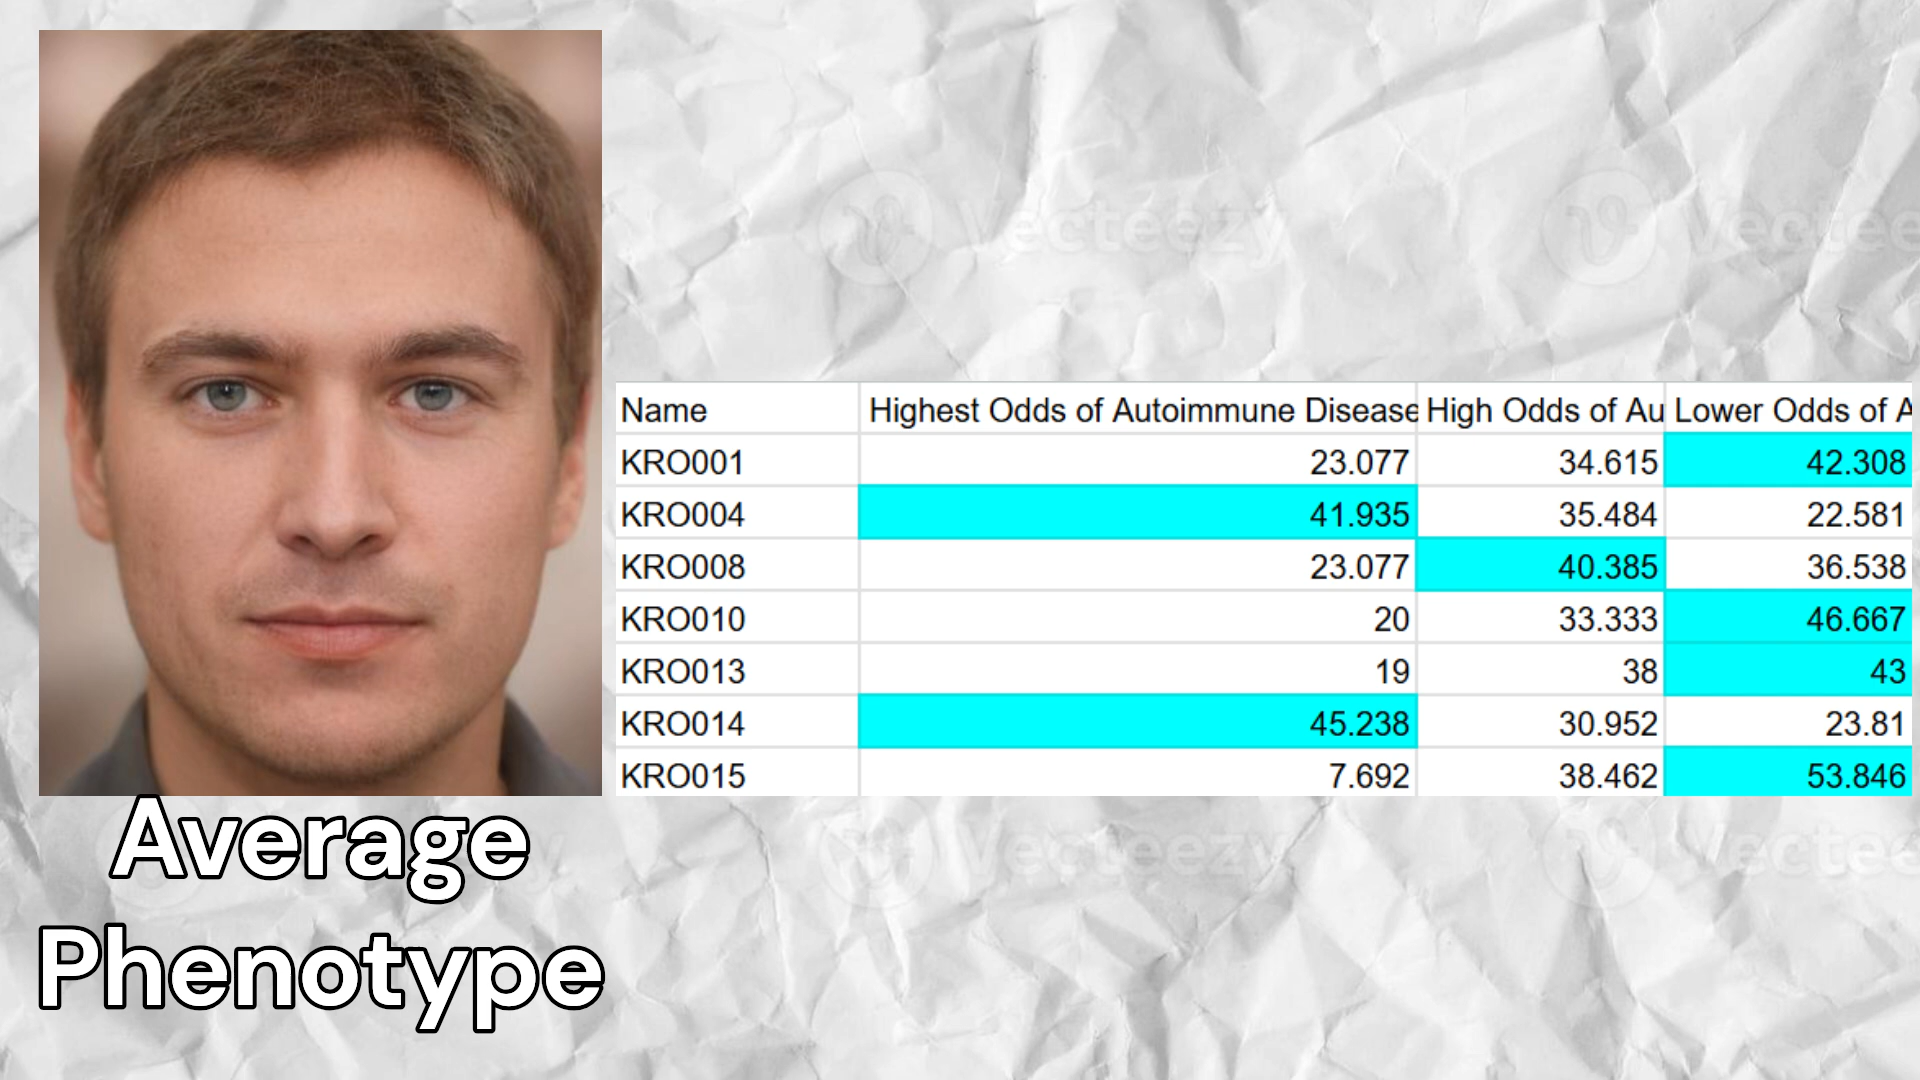 Name Highest Odds of Autoimmune Disease High Odds of Au Lower Odds of A
KRO001 23.077 34.615 42.308
KRO004 41.935 35.484 22.581
KRO008 23.077 40.385 36.538
KRO010 20 33.333 46.667
KRO013 19 38 43
KRO014 45.238 30.952 23.81
KRO015 7.692 38.462 53.846
Average
Phenotype
Vecteezy
Vecteezy
Vecteezy